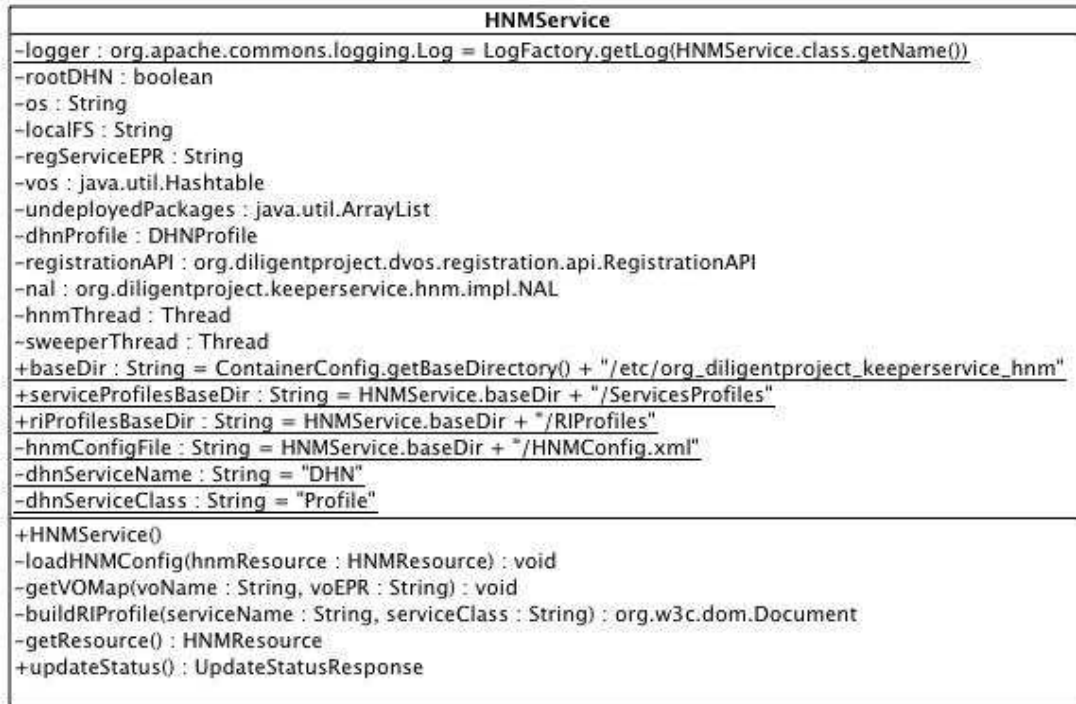 HNMService
-logger : org.apache.commons.logging.Log = LogFactory.getLog(HNMService.class.getName())
-rootDHN : boolean
-os : String
-localFS : String
-regServiceEPR : String
-vos : java.util.Hashtable
-undeployedPackages : java.util.ArrayList
-dhnProfile : DHNProfile
-registrationAPI : org.diligentproject.dvos.registration.api.RegistrationAPI
-nal : org.diligentproject.keeperservice.hnm.impl.NAL
-hnmThread : Thread
-sweeperThread : Thread
+baseDir : String = ContainerConfig.getBaseDirectory() + "/etc/org_diligentproject_keeperservice_hnm"
+serviceProfilesBaseDir : String = HNMService.baseDir + "/ServicesProfiles"
+riProfilesBaseDir : String = HNMService.baseDir + "/RIProfiles"
-hnmConfigFile : String = HNMService.baseDir + "/HNMConfig.xml"
-dhnServiceName : String = "DHN"
-dhnServiceClass : String = "Profile"
+HNMService()
-loadHNMConfig(hnmResource : HNMResource) : void
-getVOMap(voName : String, voEPR : String) : void
-buildRIProfile(serviceName : String, serviceClass : String) : org.w3c.dom.Document
-getResource() : HNMResource
+updateStatus() : UpdateStatusResponse